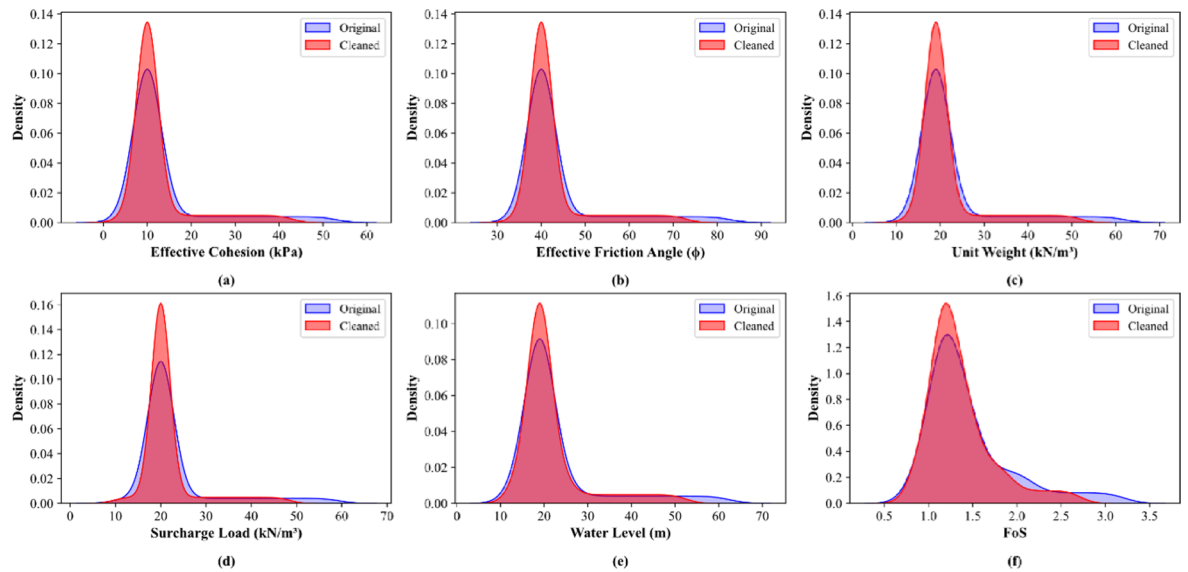 0.14
0.12
0.10
0.08
0.06
0.04
0.02
0.00
Density
Original
Cleaned
0 10 20 30 40 50 60
Effective Cohesion (kPa)
(a)
0.14
0.12
0.10
0.08
0.06
0.04
0.02
0.00
Density
Original
Cleaned
30 40 50 60 70 80 90
Effective Friction Angle (ϕ)
(b)
0.14
0.12
0.10
0.08
0.06
0.04
0.02
0.00
Density
Original
Cleaned
0 10 20 30 40 50 60 70
Unit Weight (kN/m³)
(c)
0.16
0.14
0.12
0.10
0.08
0.06
0.04
0.02
0.00
Density
Original
Cleaned
0 10 20 30 40 50 60 70
Surcharge Load (kN/m³)
(d)
0.10
0.08
0.06
0.04
0.02
0.00
Density
Original
Cleaned
0 10 20 30 40 50 60 70
Water Level (m)
(e)
1.6
1.4
1.2
1.0
0.8
0.6
0.4
0.2
0.0
Density
Original
Cleaned
0.5 1.0 1.5 2.0 2.5 3.0 3.5
FoS
(f)